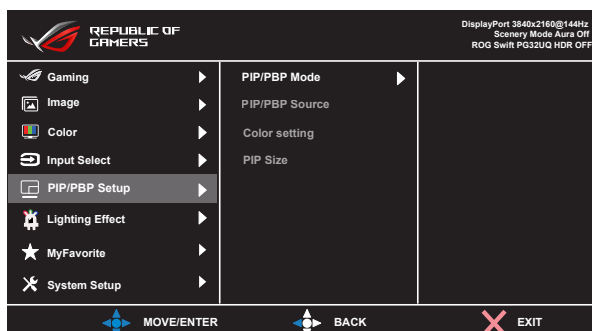 REPUBLIC OF
GAMERS
DisplayPort 3840x2160@144Hz
Scenery Mode Aura Off
ROG Swift PG32UQ HDR OFF
Gaming
Image
Color
Input Select
PIP/PBP Setup
Lighting Effect
MyFavorite
System Setup
PIP/PBP Mode
PIP/PBP Source
Color setting
PIP Size
MOVE/ENTER
BACK
EXIT